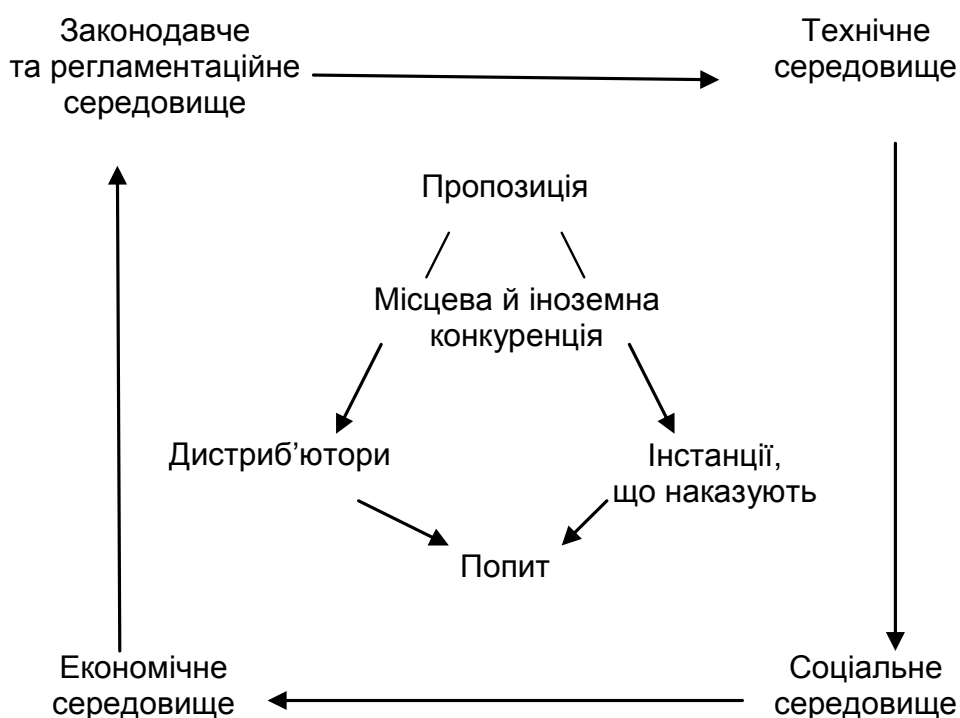 Законодавче
та регламентаційне
середовище
Технічне
середовище
Пропозиція
Місцева й іноземна
конкуренція
Дистриб’ютори
Інстанції,
що наказують
Попит
Економічне
середовище
Соціальне
середовище